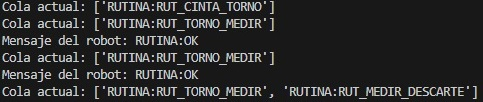 Cola actual: ['RUTINA:RUT_CINTA_TORNO']
Cola actual: ['RUTINA:RUT_TORNO_MEDIR']
Mensaje del robot: RUTINA:OK
Cola actual: ['RUTINA:RUT_TORNO_MEDIR']
Mensaje del robot: RUTINA:OK
Cola actual: ['RUTINA:RUT_TORNO_MEDIR', 'RUTINA:RUT_MEDIR_DESCARTE']